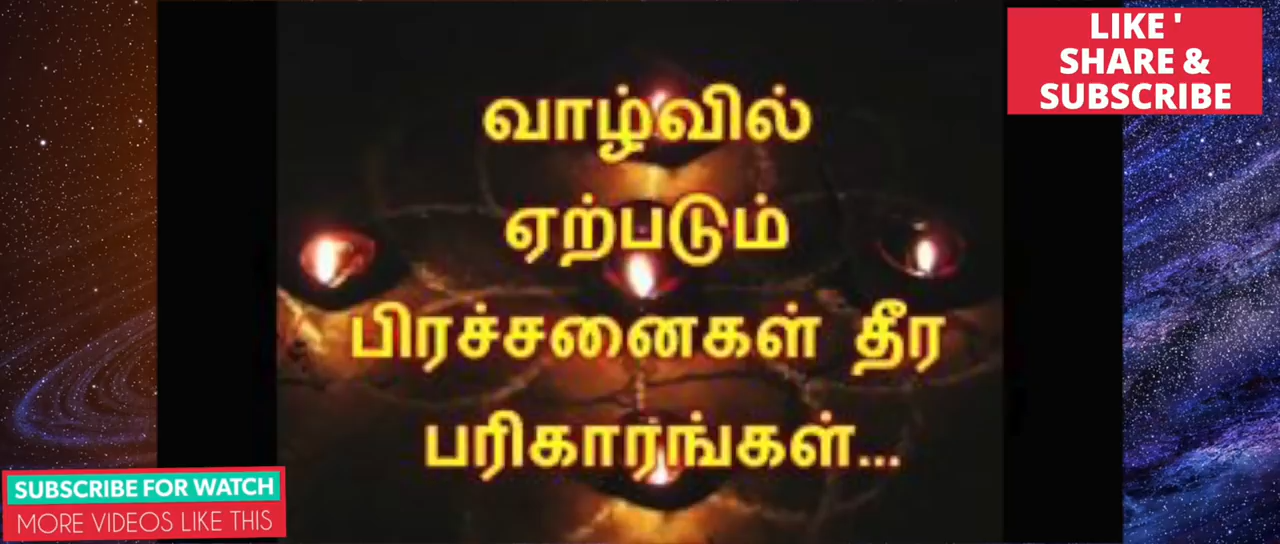 LIKE '
SHARE &
SUBSCRIBE
வாழ்வில்
ஏற்படும்
பிரச்சனைகள் தீர
பரிகாரங்கள்...
SUBSCRIBE FOR WATCH
MORE VIDEOS LIKE THIS